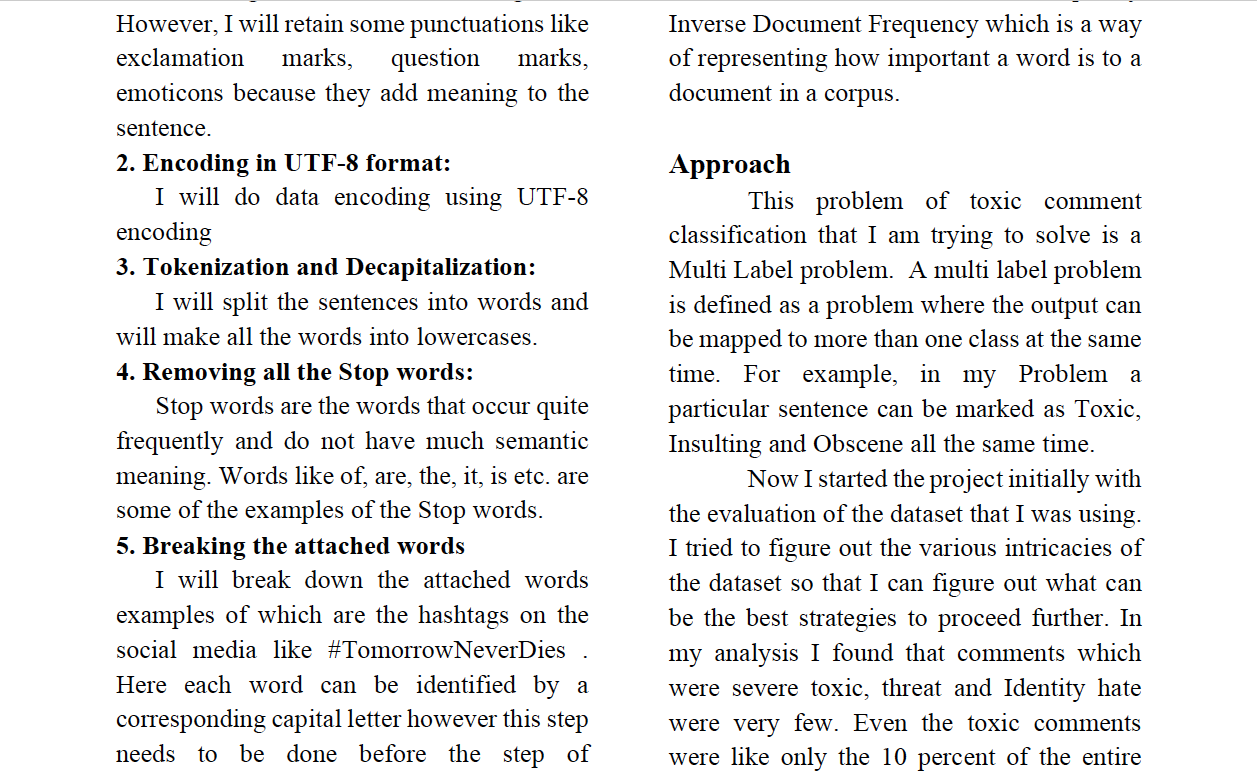 However, I will retain some punctuations like
exclamation marks, question marks,
emoticons because they add meaning to the
sentence.
2. Encoding in UTF-8 format:
I will do data encoding using UTF-8
encoding
3. Tokenization and Decapitalization:
I will split the sentences into words and
will make all the words into lowercases.
4. Removing all the Stop words:
Stop words are the words that occur quite
frequently and do not have much semantic
meaning. Words like of, are, the, it, is etc. are
some of the examples of the Stop words.
5. Breaking the attached words
I will break down the attached words
examples of which are the hashtags on the
social media like #TomorrowNeverDies .
Here each word can be identified by a
corresponding capital letter however this step
needs to be done before the step of
Inverse Document Frequency which is a way
of representing how important a word is to a
document in a corpus.
Approach
This problem of toxic comment
classification that I am trying to solve is a
Multi Label problem. A multi label problem
is defined as a problem where the output can
be mapped to more than one class at the same
time. For example, in my Problem a
particular sentence can be marked as Toxic,
Insulting and Obscene all the same time.
Now I started the project initially with
the evaluation of the dataset that I was using.
I tried to figure out the various intricacies of
the dataset so that I can figure out what can
be the best strategies to proceed further. In
my analysis I found that comments which
were severe toxic, threat and Identity hate
were very few. Even the toxic comments
were like only the 10 percent of the entire